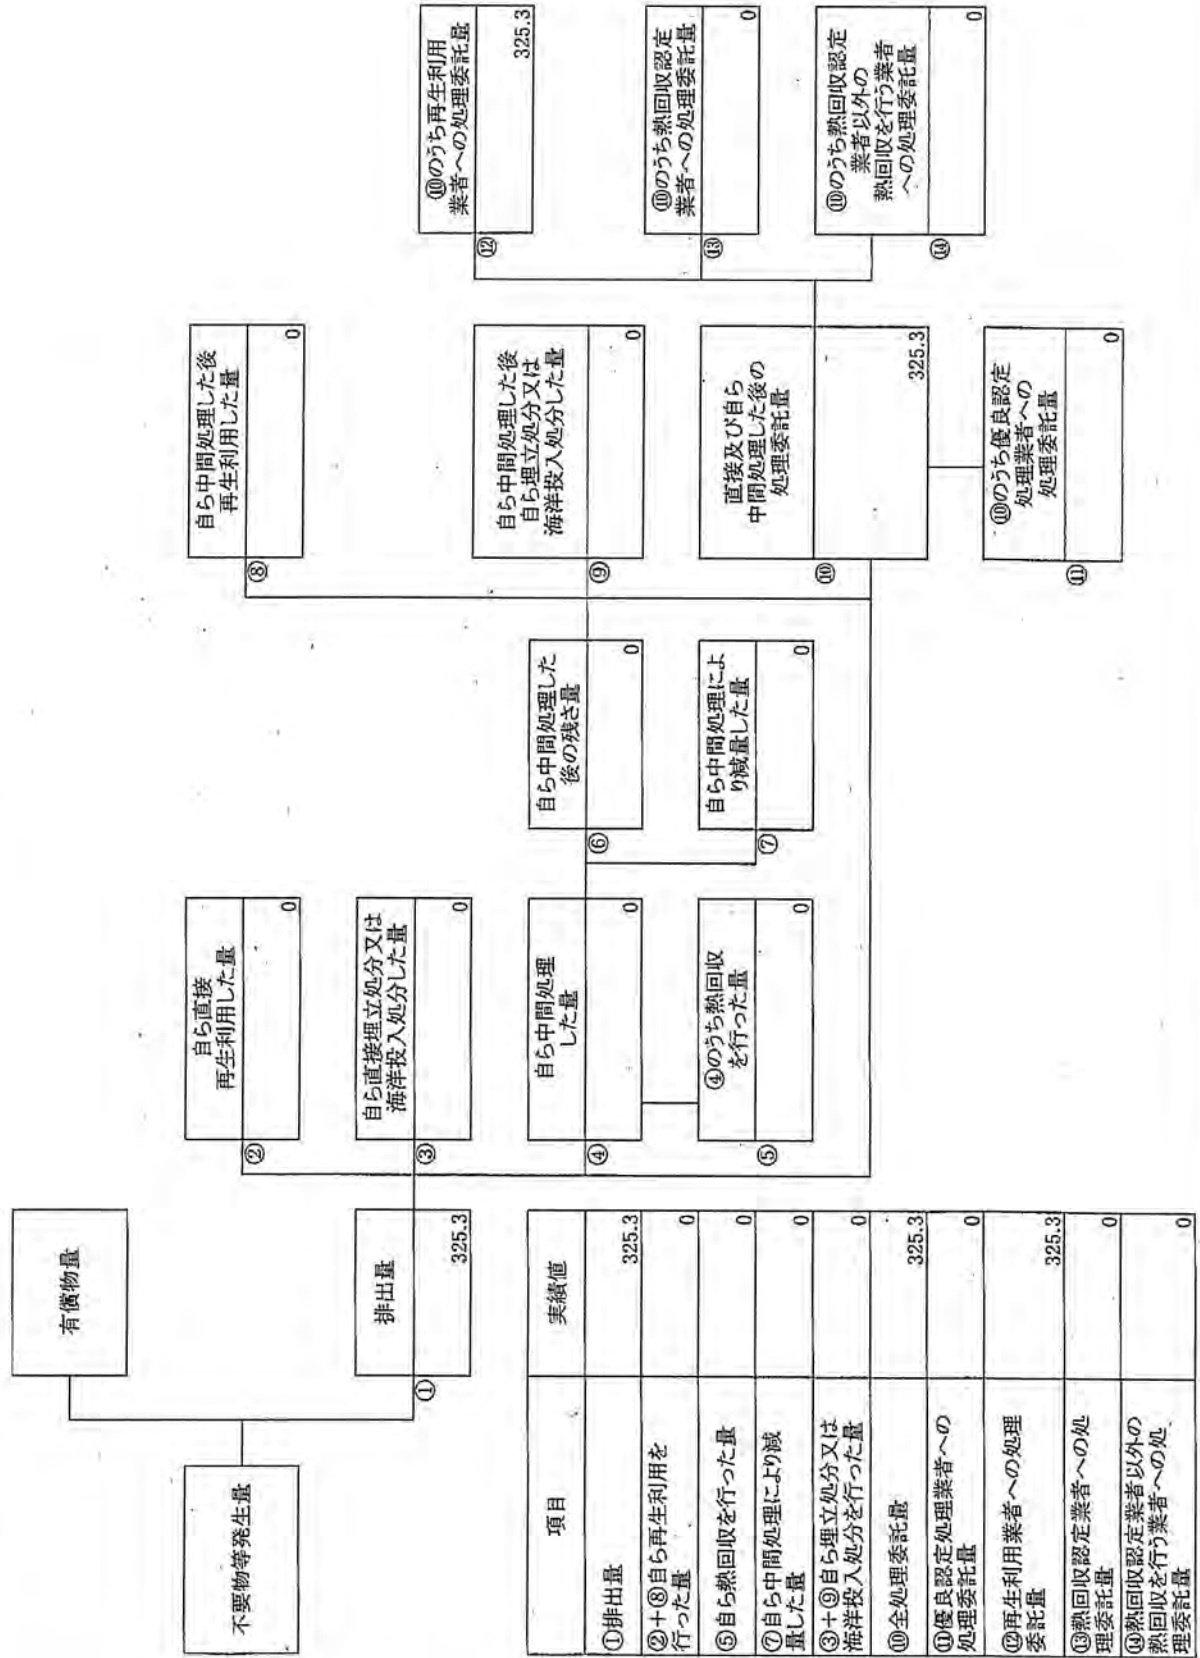 不要物等発生量
有償物量
①
排出量
325.3
②
自ら直接
再生利用した量
0
③
自ら直接埋立処分又は
海洋投入処分した量
0
④
自ら中間処理
した量
0
⑤
④のうち熱回収
を行った量
0
⑥
自ら中間処理した
後の残さ量
0
⑦
自ら中間処理によ
り減量した量
0
⑧
自ら中間処理した後
再生利用した量
0
⑨
自ら中間処理した後
自ら埋立処分又は
海洋投入処分した量
0
⑩
直接及び自ら
中間処理した後の
処理委託量
325.3
⑪
⑩のうち優良認定
処理業者への
処理委託量
0
⑫
⑩のうち再生利用
業者への処理委託量
325.3
⑬
⑩のうち熱回収認定
業者への処理委託量
0
⑭
⑩のうち熱回収認定
業者以外の
熱回収を行う業者
への処理委託量
0
項目 実績値
①排出量 325.3
②+⑧自ら再生利用を
行った量 0
⑤自ら熱回収を行った量 0
⑦自ら中間処理により減
量した量 0
③+⑨自ら埋立処分又は
海洋投入処分を行った量 0
⑩全処理委託量 325.3
⑪優良認定処理業者への
処理委託量 0
⑫再生利用業者への処理
委託量 325.3
⑬熱回収認定業者への処
理委託量 0
⑭熱回収認定業者以外の
熱回収を行う業者への処
理委託量 0